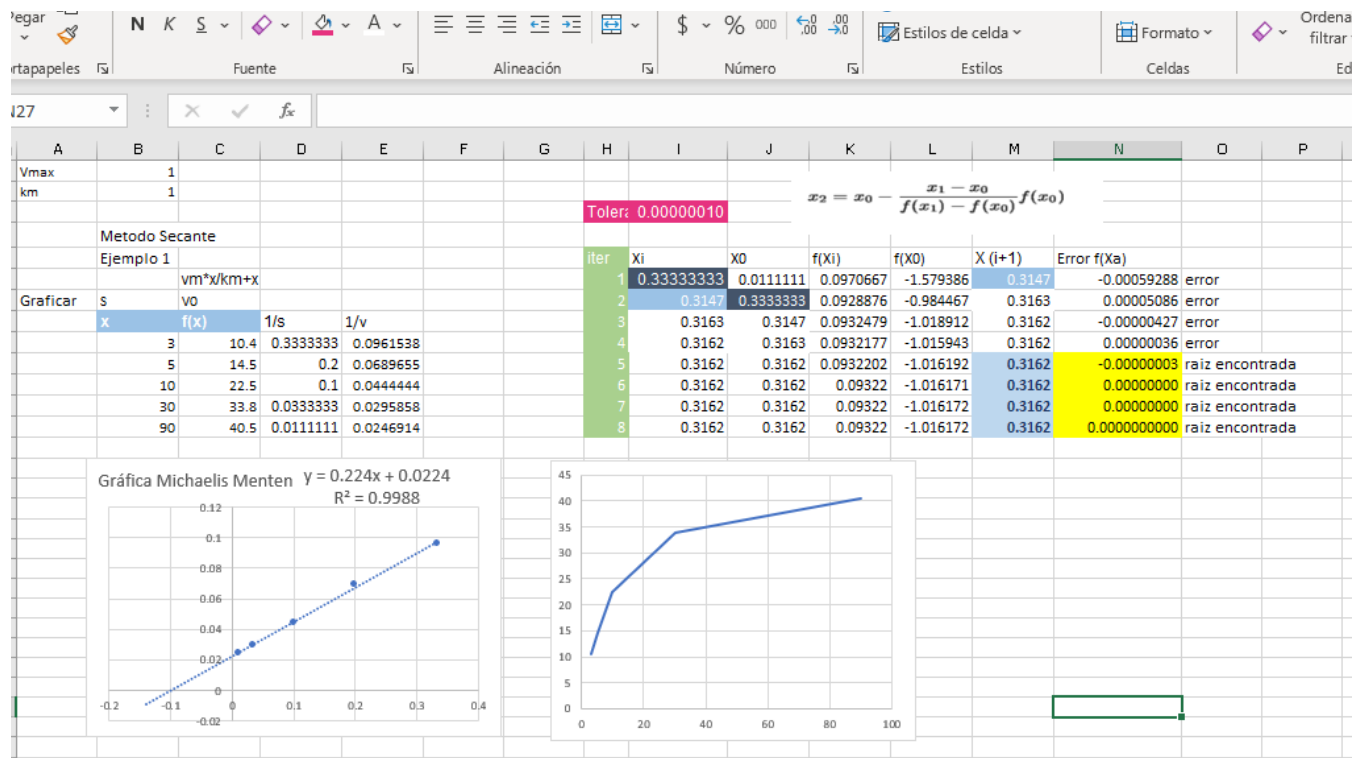 Pegar
N K S A $ % 000
Estilos de celda
Formato
Ordena
filtrar
rtapapeles Fuente Alineación Número Estilos Celdas Ed
N27 fx
A B C D E F G H I J K L M N O P
Vmax 1
km 1
x₂ = x₀ − (x₁ − x₀)/(f(x₁) − f(x₀)) f(x₀)
Tolera 0.00000010
Metodo Secante
Ejemplo 1 iter Xi X0 f(Xi) f(X0) X (i+1) Error f(Xa)
vm*x/km+x 1 0.33333333 0.0111111 0.0970667 -1.579386 0.3147 -0.00059288 error
Graficar s v0 2 0.3147 0.3333333 0.0928876 -0.984467 0.3163 0.00005086 error
x f(x) 1/s 1/v 3 0.3163 0.3147 0.0932479 -1.018912 0.3162 -0.00000427 error
3 10.4 0.3333333 0.0961538 4 0.3162 0.3163 0.0932177 -1.015943 0.3162 0.00000036 error
5 14.5 0.2 0.0689655 5 0.3162 0.3162 0.0932202 -1.016192 0.3162 -0.00000003 raiz encontrada
10 22.5 0.1 0.0444444 6 0.3162 0.3162 0.09322 -1.016171 0.3162 0.00000000 raiz encontrada
30 33.8 0.0333333 0.0295858 7 0.3162 0.3162 0.09322 -1.016172 0.3162 0.00000000 raiz encontrada
90 40.5 0.0111111 0.0246914 8 0.3162 0.3162 0.09322 -1.016172 0.3162 0.0000000000 raiz encontrada
Gráfica Michaelis Menten y = 0.224x + 0.0224
R² = 0.9988
0.12
0.1
0.08
0.06
0.04
0.02
0
-0.02
-0.2 -0.1 0 0.1 0.2 0.3 0.4
45
40
35
30
25
20
15
10
5
0
0 20 40 60 80 100